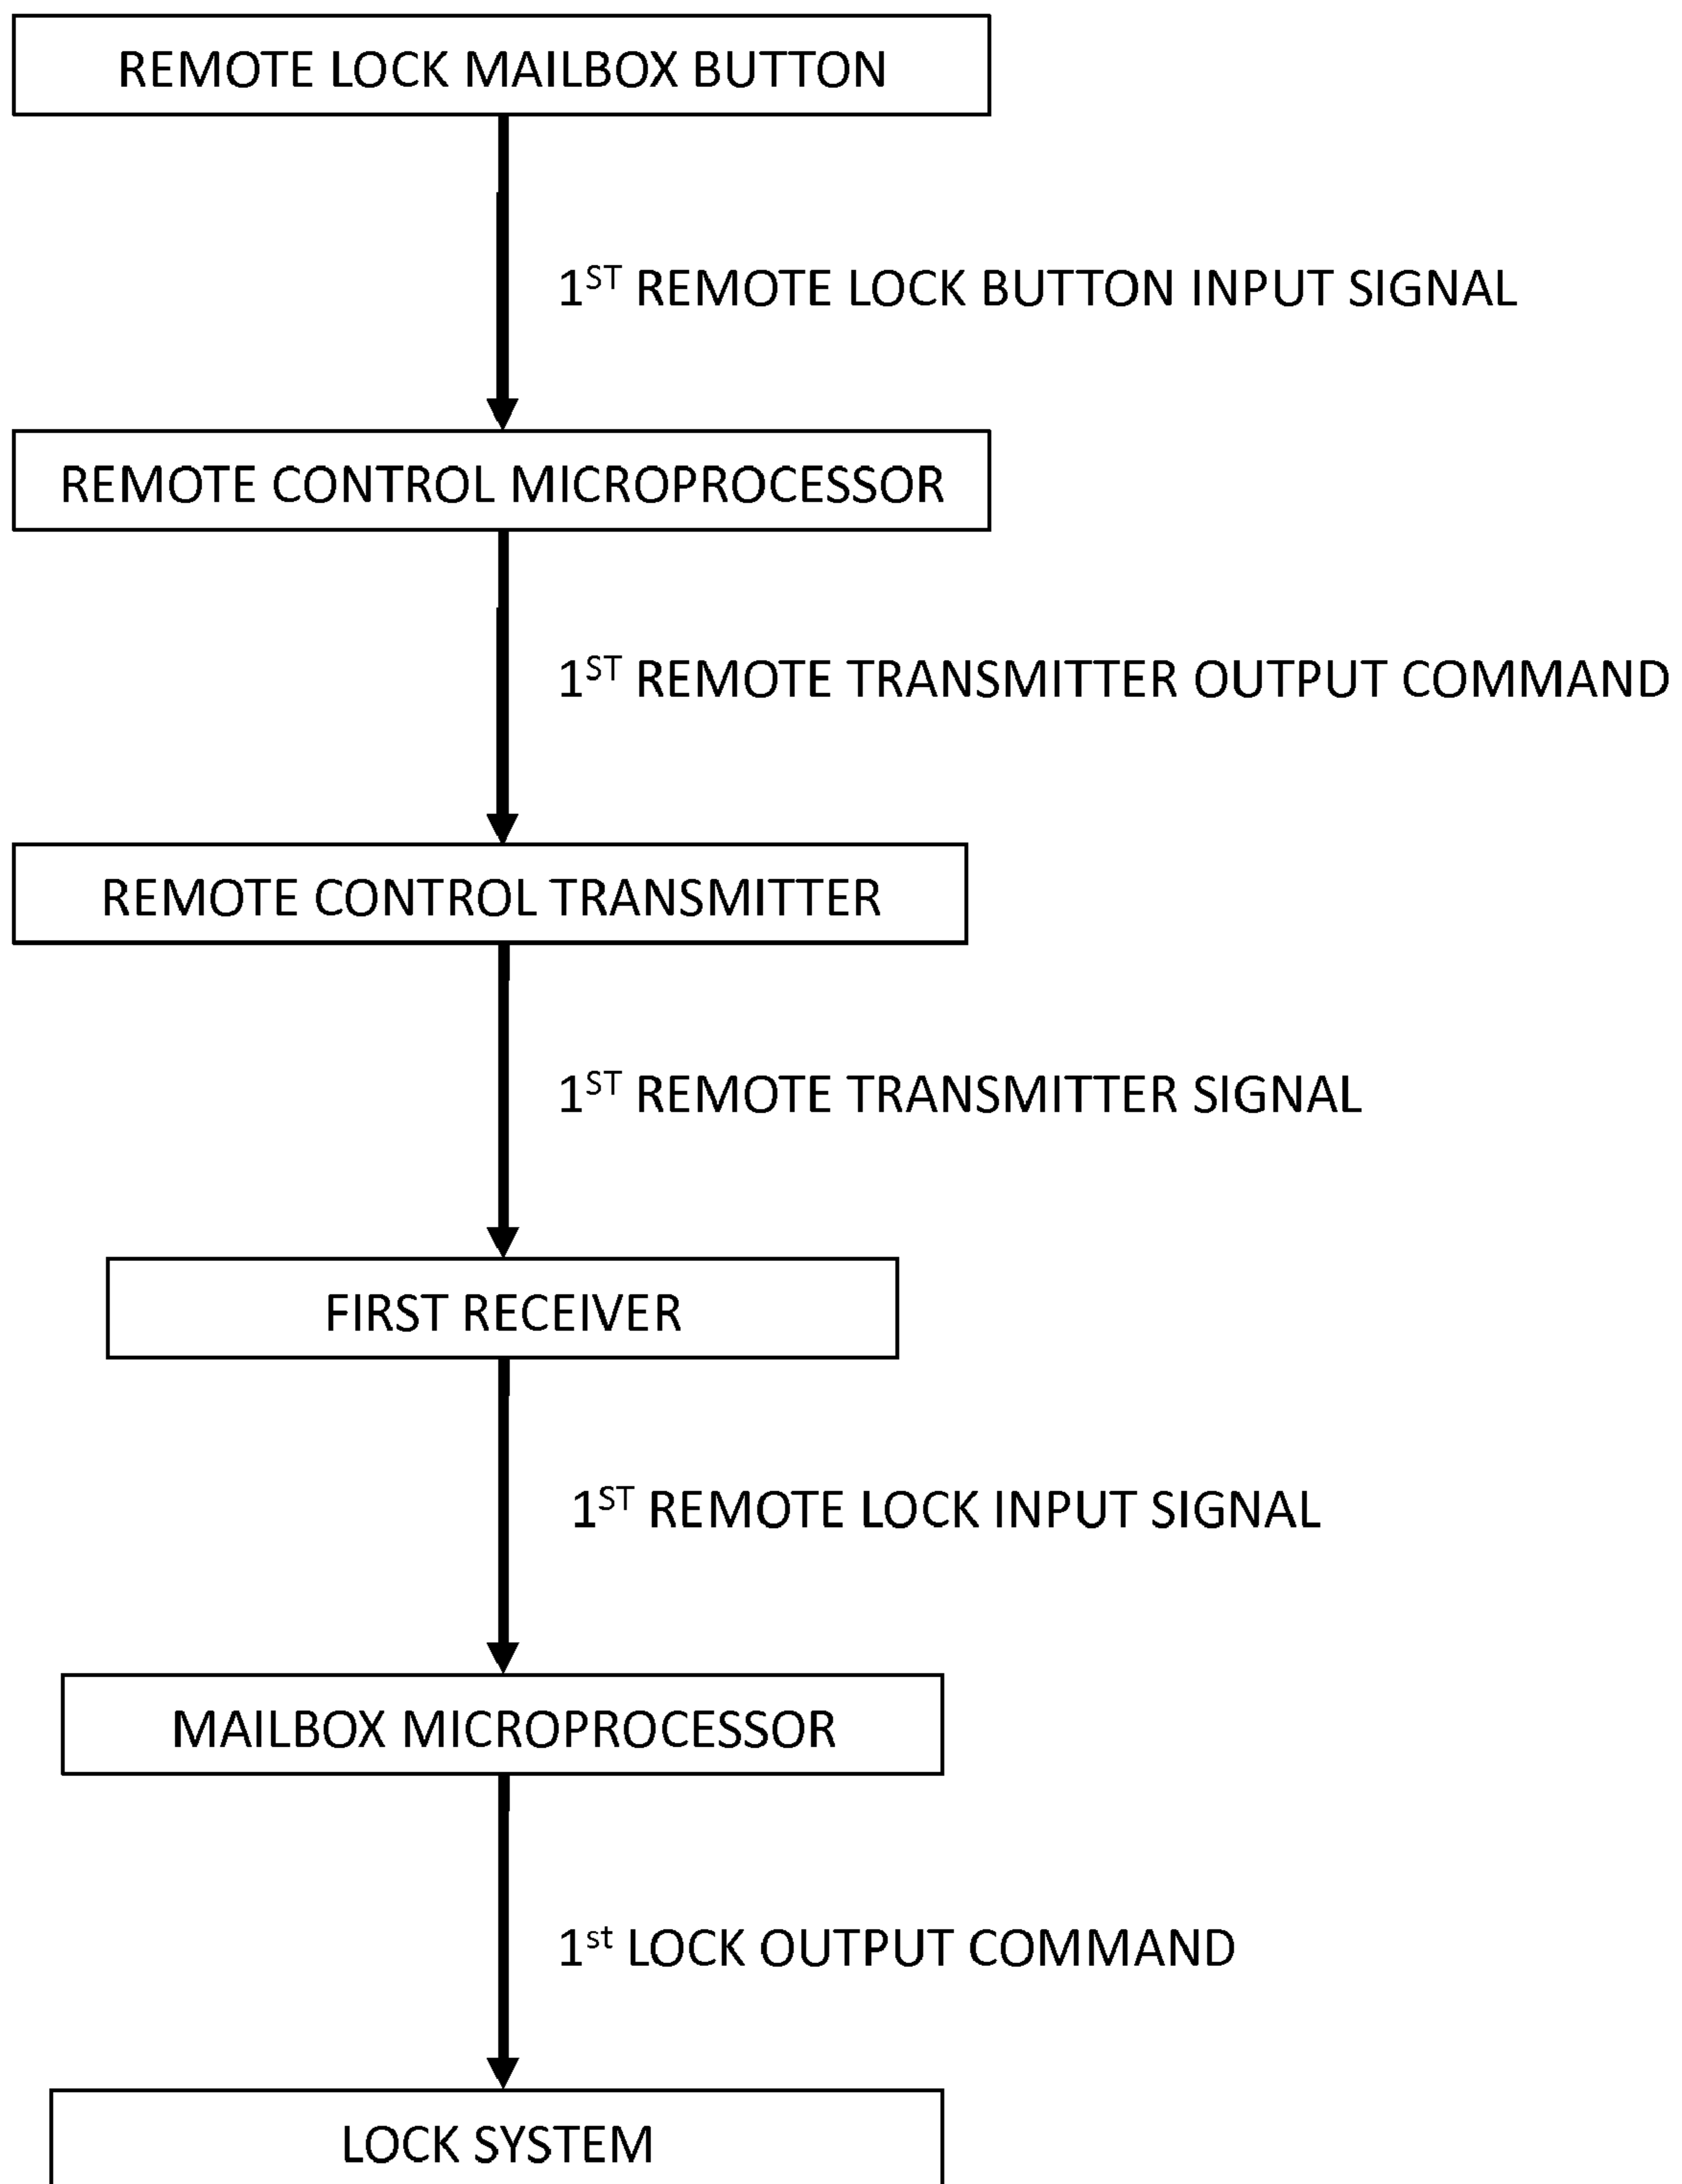 REMOTE LOCK MAILBOX BUTTON
1ST REMOTE LOCK BUTTON INPUT SIGNAL
REMOTE CONTROL MICROPROCESSOR
1ST REMOTE TRANSMITTER OUTPUT COMMAND
REMOTE CONTROL TRANSMITTER
1ST REMOTE TRANSMITTER SIGNAL
FIRST RECEIVER
1ST REMOTE LOCK INPUT SIGNAL
MAILBOX MICROPROCESSOR
1st LOCK OUTPUT COMMAND
LOCK SYSTEM